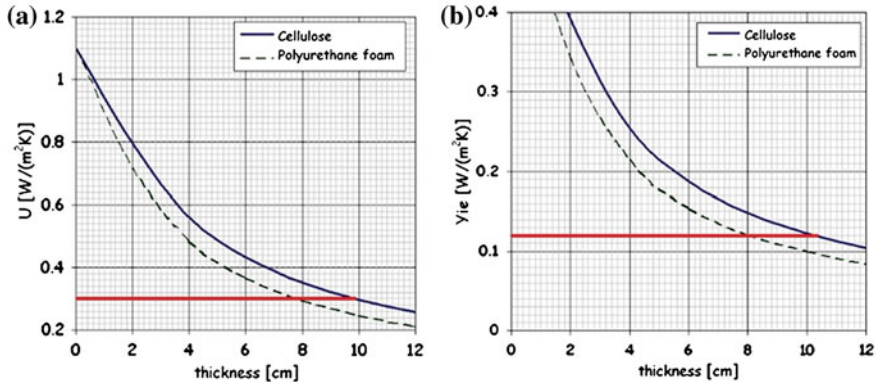 (a)
1.2
1
0.8
0.6
0.4
0.2
U [W/(m²K)]
Cellulose
Polyurethane foam
0 2 4 6 8 10 12
thickness [cm]
(b)
0.4
0.3
0.2
0.1
0
Yie [W/(m²K)]
Cellulose
Polyurethane foam
0 2 4 6 8 10 12
thickness [cm]